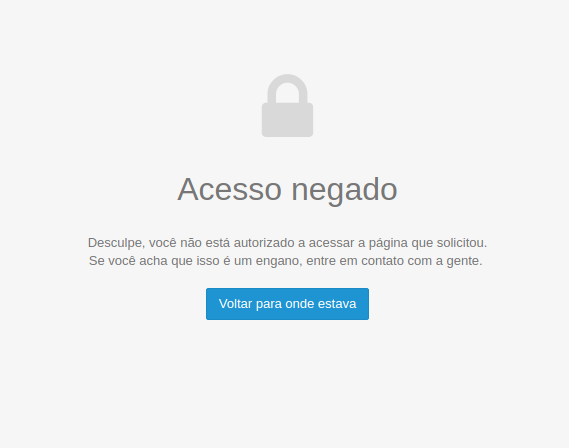 Acesso negado
Desculpe, você não está autorizado a acessar a página que solicitou.
Se você acha que isso é um engano, entre em contato com a gente.
Voltar para onde estava